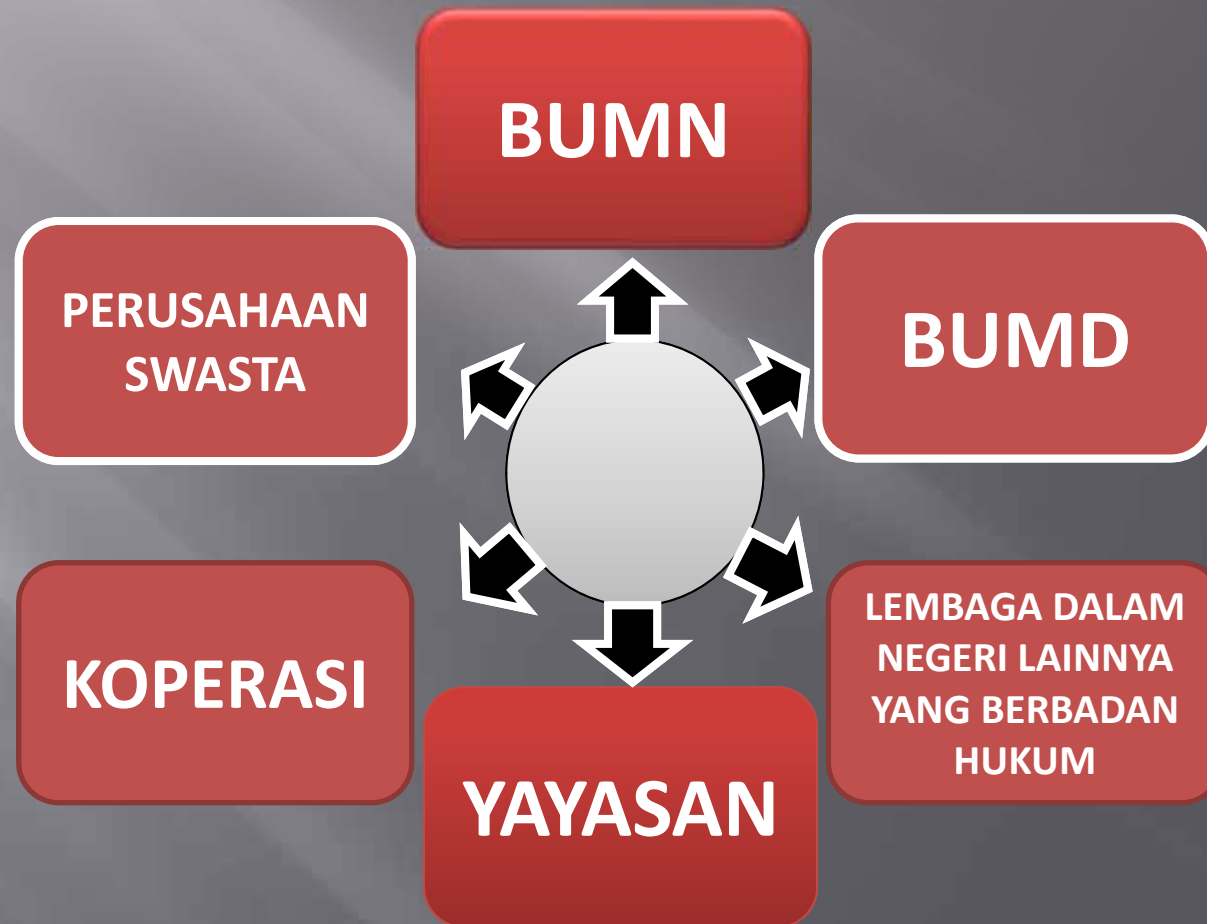 BUMN
PERUSAHAAN
SWASTA
BUMD
KOPERASI
LEMBAGA DALAM
NEGERI LAINNYA
YANG BERBADAN
HUKUM
YAYASAN